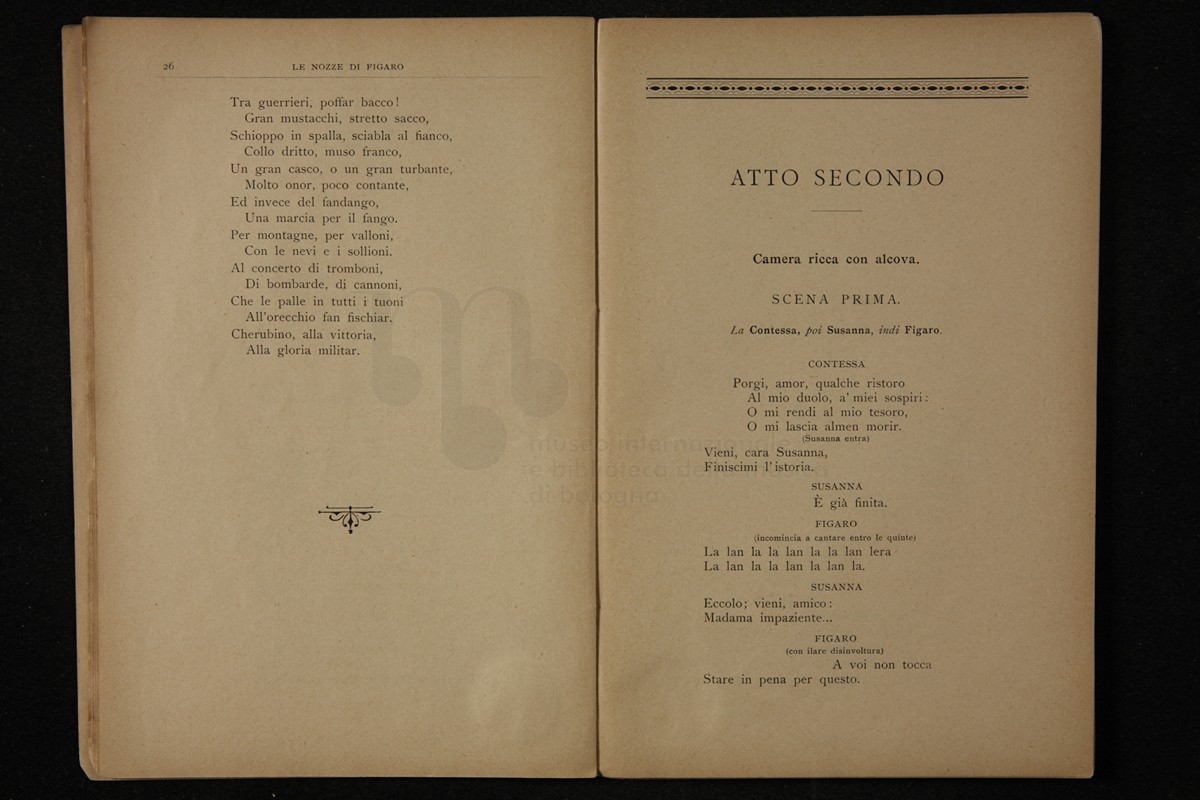 26
LE NOZZE DI FIGARO
Tra guerrieri, poffar bacco!
Gran mustacchi, stretto sacco,
Schioppo in spalla, sciabla al fianco,
Collo dritto, muso franco,
Un gran casco, o un gran turbante,
Molto onor, poco contante,
Ed invece del fandango,
Una marcia per il fango.
Per montagne, per valloni,
Con le nevi e i sollioni.
Al concerto di tromboni,
Di bombarde, di cannoni,
Che le palle in tutti i tuoni
All'orecchio fan fischiar.
Cherubino, alla vittoria,
Alla gloria militar.
ATTO SECONDO
Camera ricca con alcova.
SCENA PRIMA.
La Contessa, poi Susanna, indi Figaro.
CONTESSA
Porgi, amor, qualche ristoro
Al mio duolo, a' miei sospiri:
O mi rendi al mio tesoro,
O mi lascia almen morir.
(Susanna entra)
Vieni, cara Susanna,
Finiscimi l'istoria.
SUSANNA
È già finita.
FIGARO
(incomincia a cantare entro le quinte)
La lan la la lan la la lan lera
La lan la la lan la lan la.
SUSANNA
Eccolo; vieni, amico:
Madama impaziente...
FIGARO
(con ilare disinvoltura)
A voi non tocca
Stare in pena per questo.
museo internazionale
e biblioteca della musica
di bologna